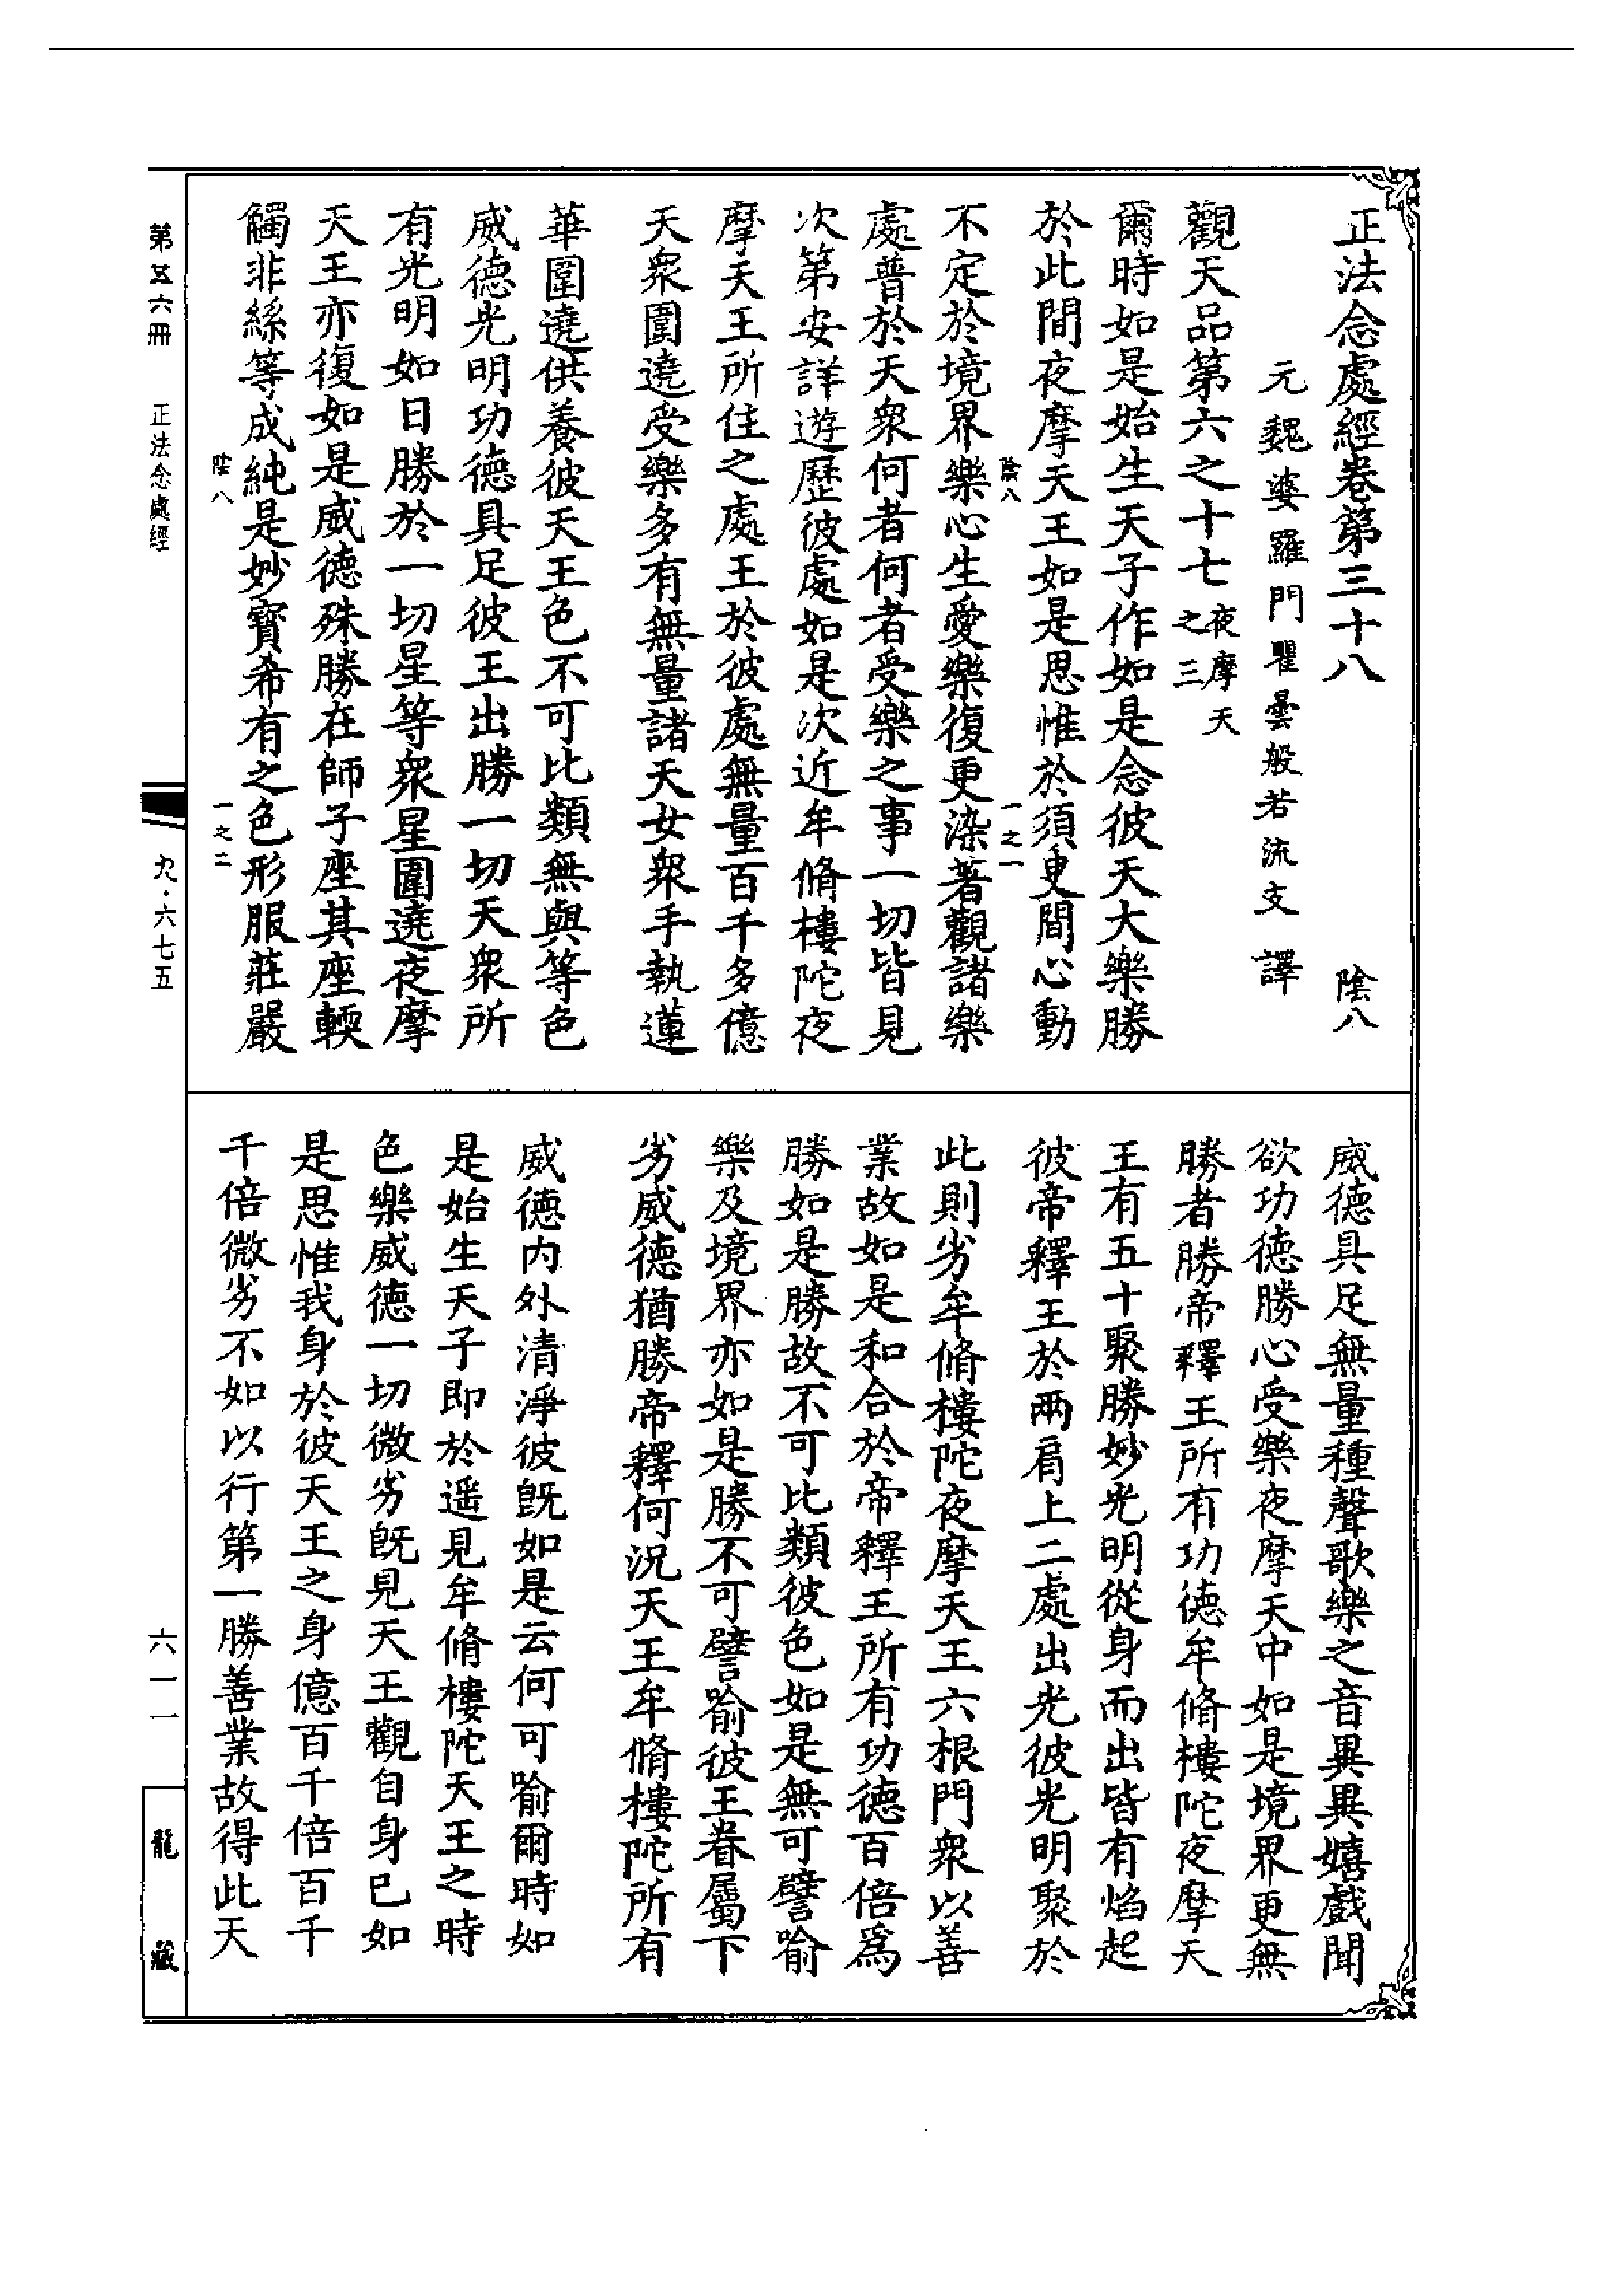 正法念處經卷第三十八　陰八
元魏婆羅門瞿曇般若流支　譯
觀天品第六之十七夜摩天之三
爾時如是始生天子作如是念彼天大樂勝
於此間夜摩天王如是思惟於須臾間心動
陰八　一之一
不定於境界樂心生愛樂復更染著觀諸樂
處普於天衆何者何者受樂之事一切皆見
次第安詳遊歷彼處如是次近牟脩樓陀夜
摩天王所住之處王於彼處無量百千多億
天衆圍遶受樂多有無量諸天女衆手執蓮
華圍遶供養彼天王色不可比類無與等色
威德光明功德具足彼王出勝一切天衆所
有光明如日勝於一切星等衆星圍遶夜摩
天王亦復如是威德殊勝在師子座其座輭
觸非絲等成純是妙寶希有之色形服莊嚴
陰八　一之二
威德具足無量種聲歌樂之音異異嬉戲聞
欲功德勝心受樂夜摩天中如是境界更無
勝者勝帝釋王所有功德牟脩樓陀夜摩天
王有五十聚勝妙光明從身而出皆有焰起
彼帝釋王於兩肩上二處出光彼光明聚於
此則劣牟脩樓陀夜摩天王六根門衆以善
業故如是和合於帝釋王所有功德百倍爲
勝如是勝故不可比類彼色如是無可譬喻
樂及境界亦如是勝不可譬喻彼王眷屬下
劣威德猶勝帝釋何況天王牟脩樓陀所有
威德内外清淨彼旣如是云何可喻爾時如
是始生天子即於遥見牟脩樓陀天王之時
色樂威德一切微劣旣見天王觀自身已如
是思惟我身於彼天王之身億百千倍百千
千倍微劣不如以行第一勝善業故得此天
第五六冊　正法念處經　九·六七五　六一一　龍藏